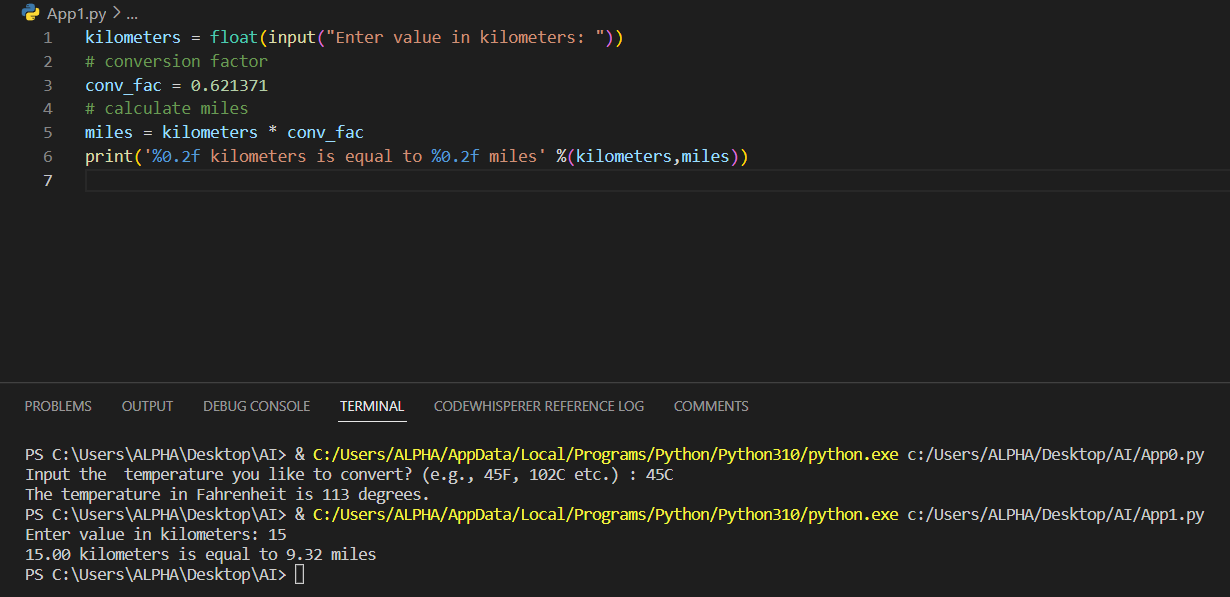 App1.py > ...
1 kilometers = float(input("Enter value in kilometers: "))
2 # conversion factor
3 conv_fac = 0.621371
4 # calculate miles
5 miles = kilometers * conv_fac
6 print('%0.2f kilometers is equal to %0.2f miles' %(kilometers,miles))
7
PROBLEMS OUTPUT DEBUG CONSOLE TERMINAL CODEWHISPERER REFERENCE LOG COMMENTS
PS C:\Users\ALPHA\Desktop\AI> & C:/Users/ALPHA/AppData/Local/Programs/Python/Python310/python.exe c:/Users/ALPHA/Desktop/AI/App0.py
Input the  temperature you like to convert? (e.g., 45F, 102C etc.) : 45C
The temperature in Fahrenheit is 113 degrees.
PS C:\Users\ALPHA\Desktop\AI> & C:/Users/ALPHA/AppData/Local/Programs/Python/Python310/python.exe c:/Users/ALPHA/Desktop/AI/App1.py
Enter value in kilometers: 15
15.00 kilometers is equal to 9.32 miles
PS C:\Users\ALPHA\Desktop\AI>